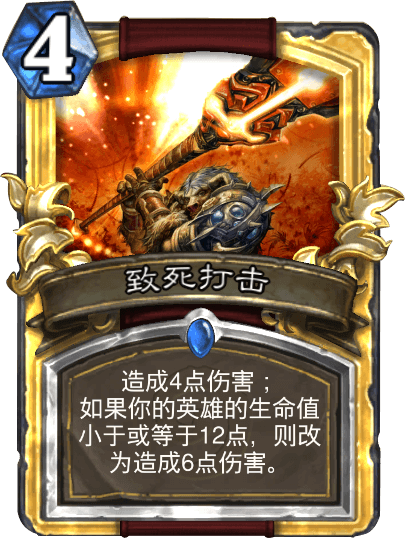 4
致死打击
造成4点伤害；
如果你的英雄的生命值
小于或等于12点，则改
为造成6点伤害。